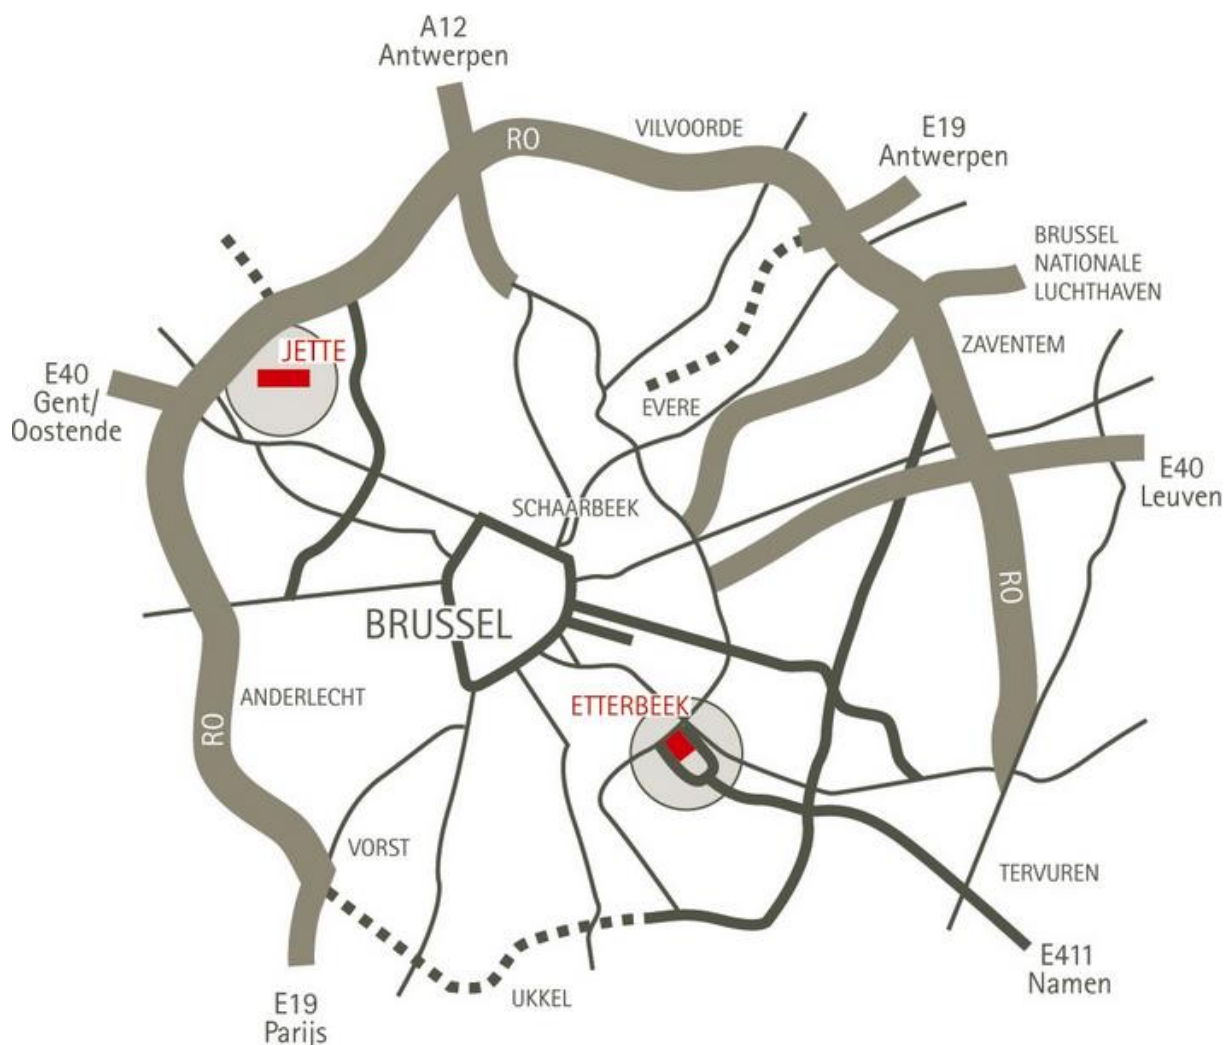 A12
Antwerpen
RO
VILVOORDE
E19
Antwerpen
BRUSSEL
NATIONALE
LUCHTHAVEN
ZAVENTEM
JETTE
E40
Gent/
Oostende
EVERE
E40
Leuven
SCHAARBEEK
RO
BRUSSEL
ANDERLECHT
ETTERBEEK
RO
VORST
TERVUREN
E411
Namen
UKKEL
E19
Parijs